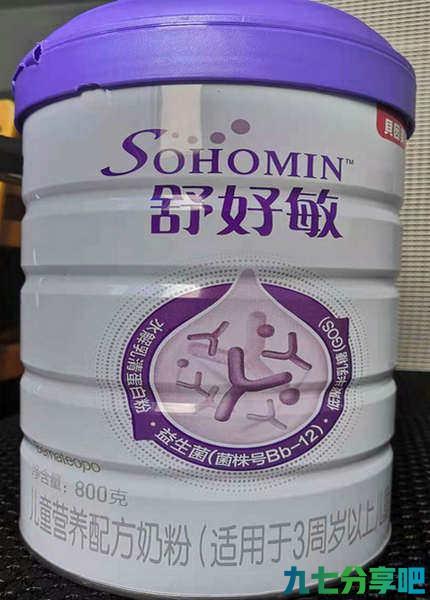 SOHOMIN™
舒好敏
水解乳清蛋白粉
益生菌(菌株号Bb-12)
低聚半乳糖(GOS)
净含量: 800克
儿童营养配方奶粉(适用于3周岁以上儿
九七分享吧